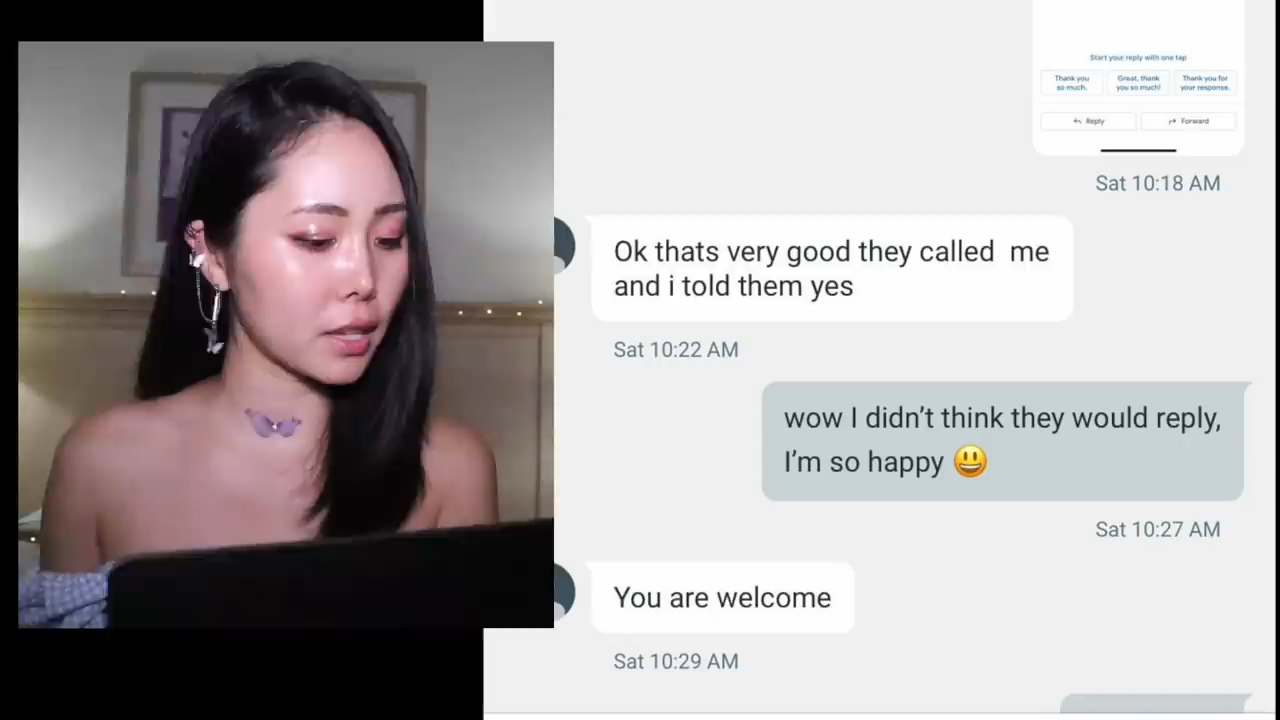 Start your reply with one tap
Thank you
so much.
Great, thank
you so much!
Thank you for
your response.
Reply
Forward
Sat 10:18 AM
Ok thats very good they called  me
and i told them yes
Sat 10:22 AM
wow I didn't think they would reply,
I'm so happy 😃
Sat 10:27 AM
You are welcome
Sat 10:29 AM